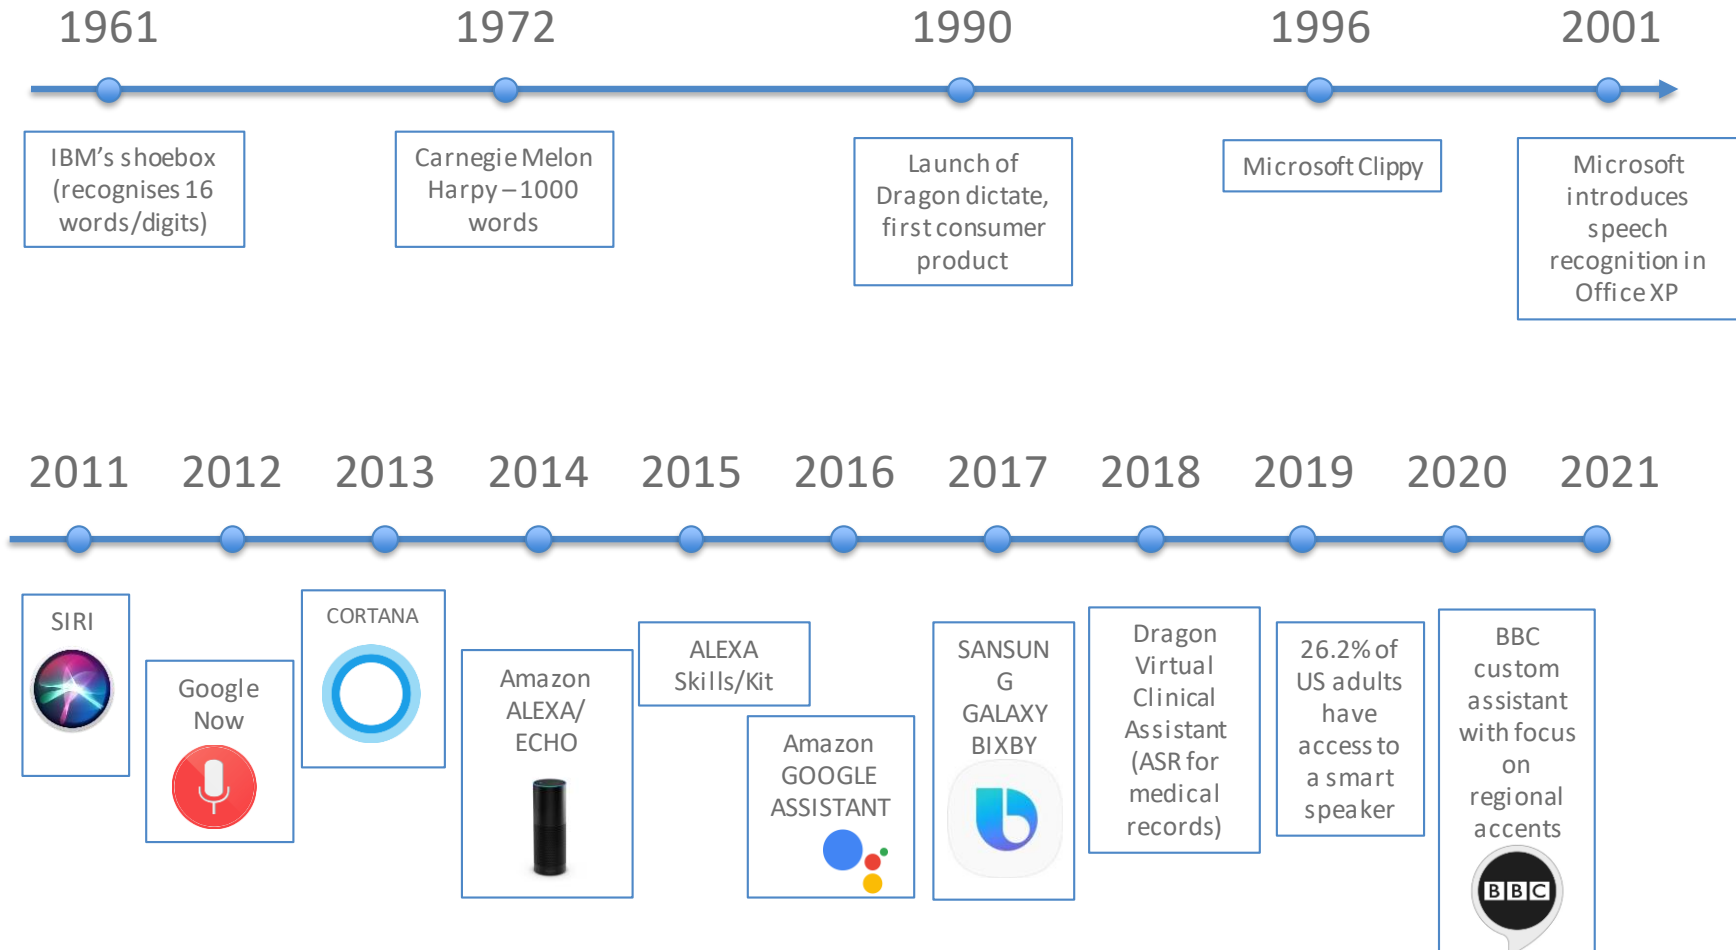 1961
1972
1990
1996
2001
IBM's shoebox
(recognises 16
words/digits)
Carnegie Melon
Harpy – 1000
words
Launch of
Dragon dictate,
first consumer
product
Microsoft Clippy
Microsoft
introduces
speech
recognition in
Office XP
2011
2012
2013
2014
2015
2016
2017
2018
2019
2020
2021
SIRI
Google
Now
CORTANA
Amazon
ALEXA/
ECHO
ALEXA
Skills/Kit
Amazon
GOOGLE
ASSISTANT
SANSUN
G
GALAXY
BIXBY
Dragon
Virtual
Clinical
Assistant
(ASR for
medical
records)
26.2% of
US adults
have
access to
a smart
speaker
BBC
custom
assistant
with focus
on
regional
accents
BBC